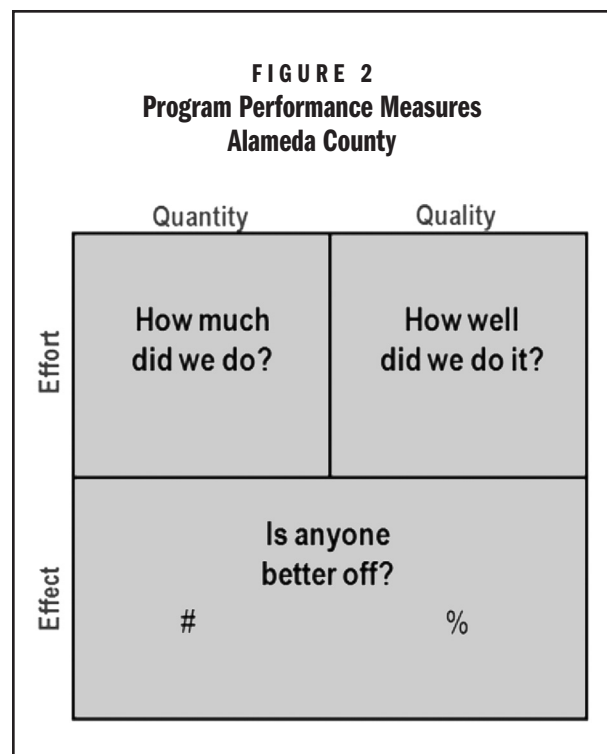 FIGURE 2
Program Performance Measures
Alameda County
Quantity Quality
Effort
How much
did we do?
How well
did we do it?
Effect
Is anyone
better off?
# %